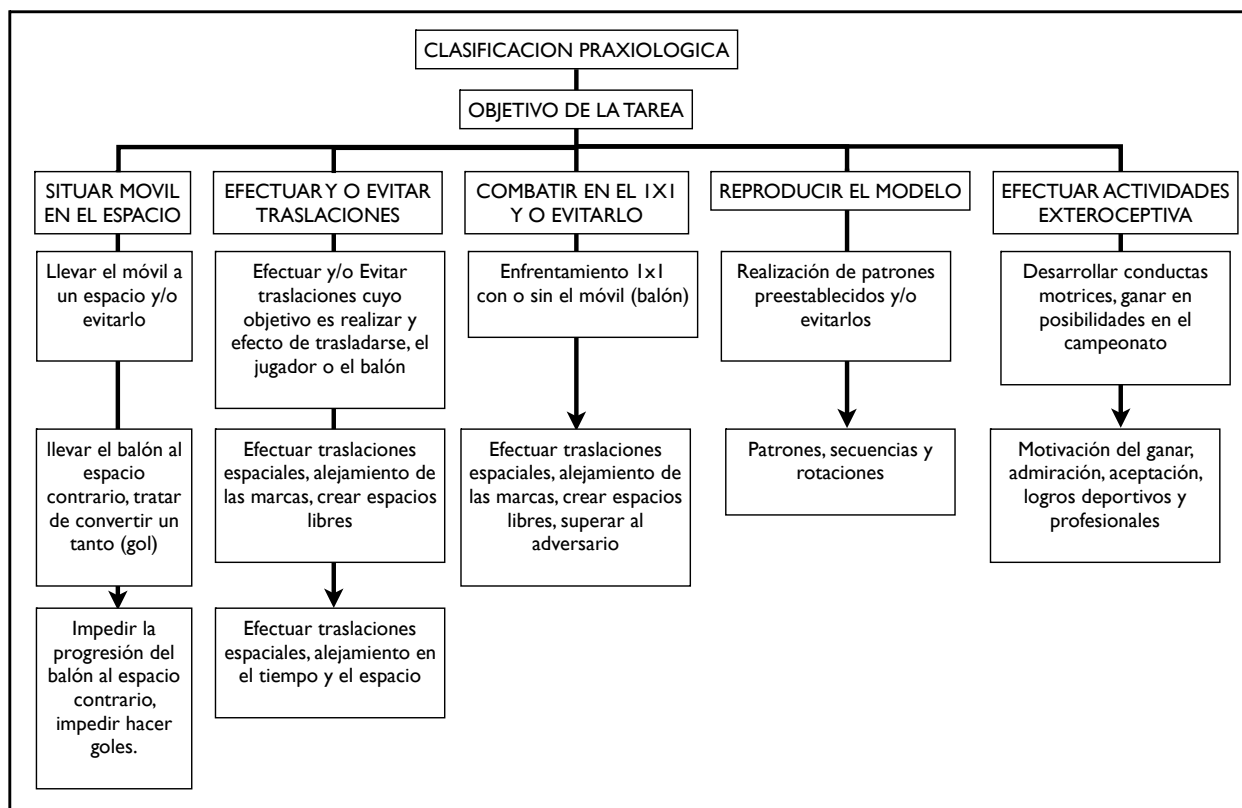 CLASIFICACION PRAXIOLOGICA
OBJETIVO DE LA TAREA
SITUAR MOVIL
EN EL ESPACIO
Llevar el móvil a
un espacio y/o
evitarlo
llevar el balón al
espacio
contrario, tratar
de convertir un
tanto (gol)
Impedir la
progresión del
balón al espacio
contrario,
impedir hacer
goles.
EFECTUAR Y O EVITAR
TRASLACIONES
Efectuar y/o Evitar
traslaciones cuyo
objetivo es realizar y
efecto de trasladarse, el
jugador o el balón
Efectuar traslaciones
espaciales, alejamiento de
las marcas, crear espacios
libres
Efectuar traslaciones
espaciales, alejamiento en
el tiempo y el espacio
COMBATIR EN EL 1X1
Y O EVITARLO
Enfrentamiento 1x1
con o sin el móvil (balón)
Efectuar traslaciones
espaciales, alejamiento de
las marcas, crear espacios
libres, superar al
adversario
REPRODUCIR EL MODELO
Realización de patrones
preestablecidos y/o
evitarlos
Patrones, secuencias y
rotaciones
EFECTUAR ACTIVIDADES
EXTEROCEPTIVA
Desarrollar conductas
motrices, ganar en
posibilidades en el
campeonato
Motivación del ganar,
admiración, aceptación,
logros deportivos y
profesionales